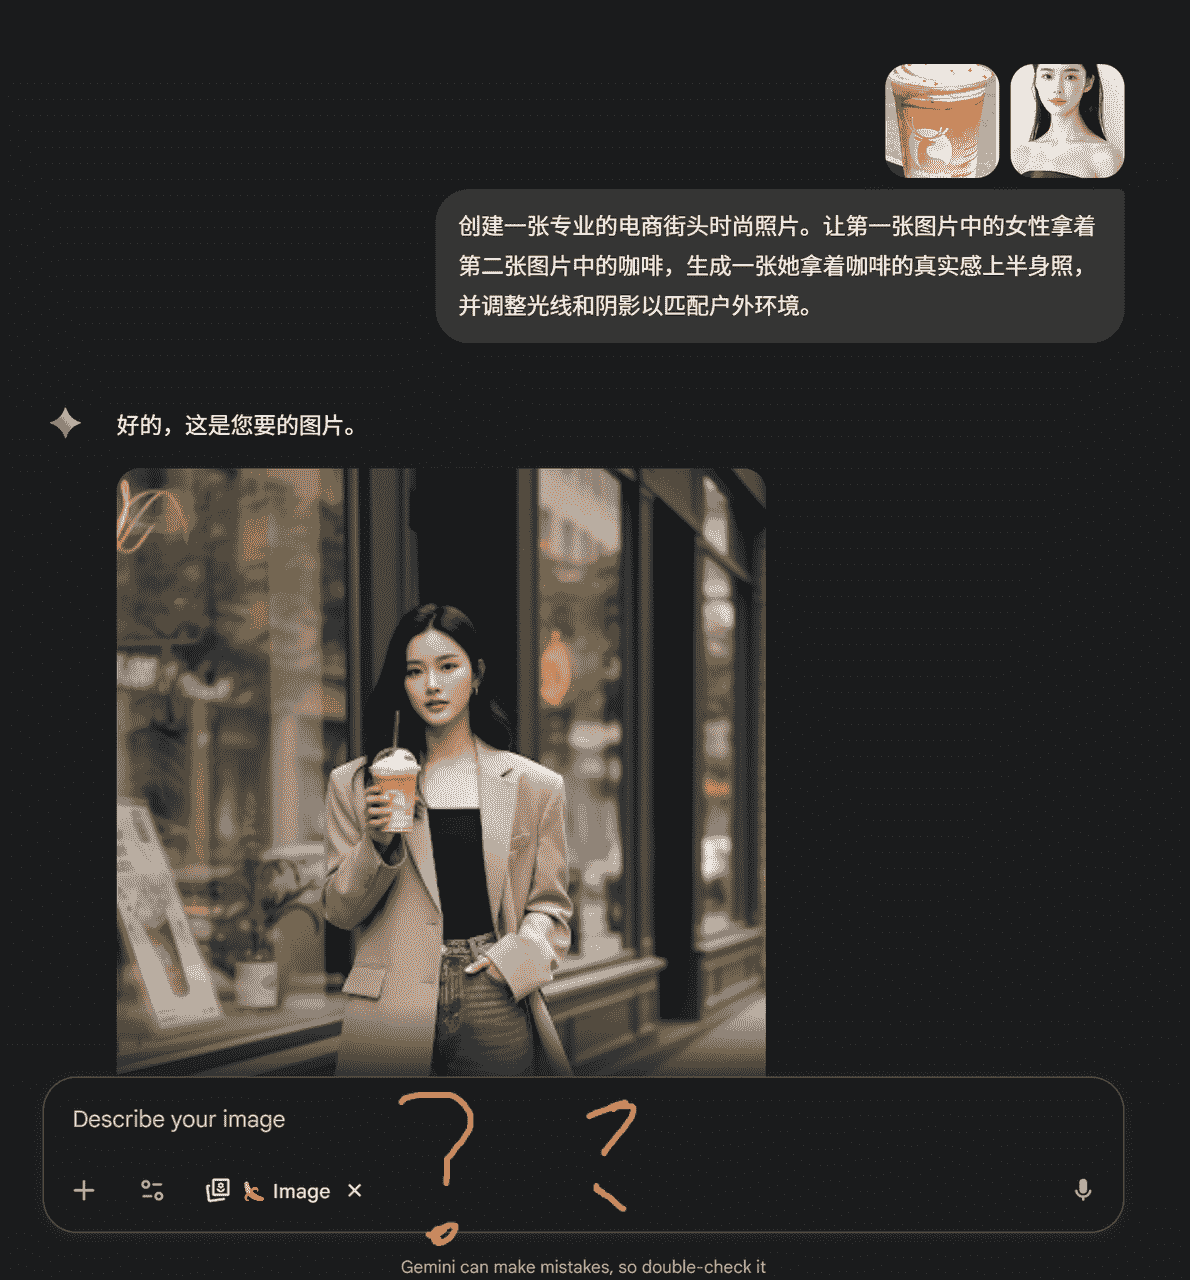 创建一张专业的电商街头时尚照片。让第一张图片中的女性拿着
第二张图片中的咖啡，生成一张她拿着咖啡的真实感上半身照，
并调整光线和阴影以匹配户外环境。
好的，这是您要的图片。
Describe your image
? ?
Image
Gemini can make mistakes, so double-check it